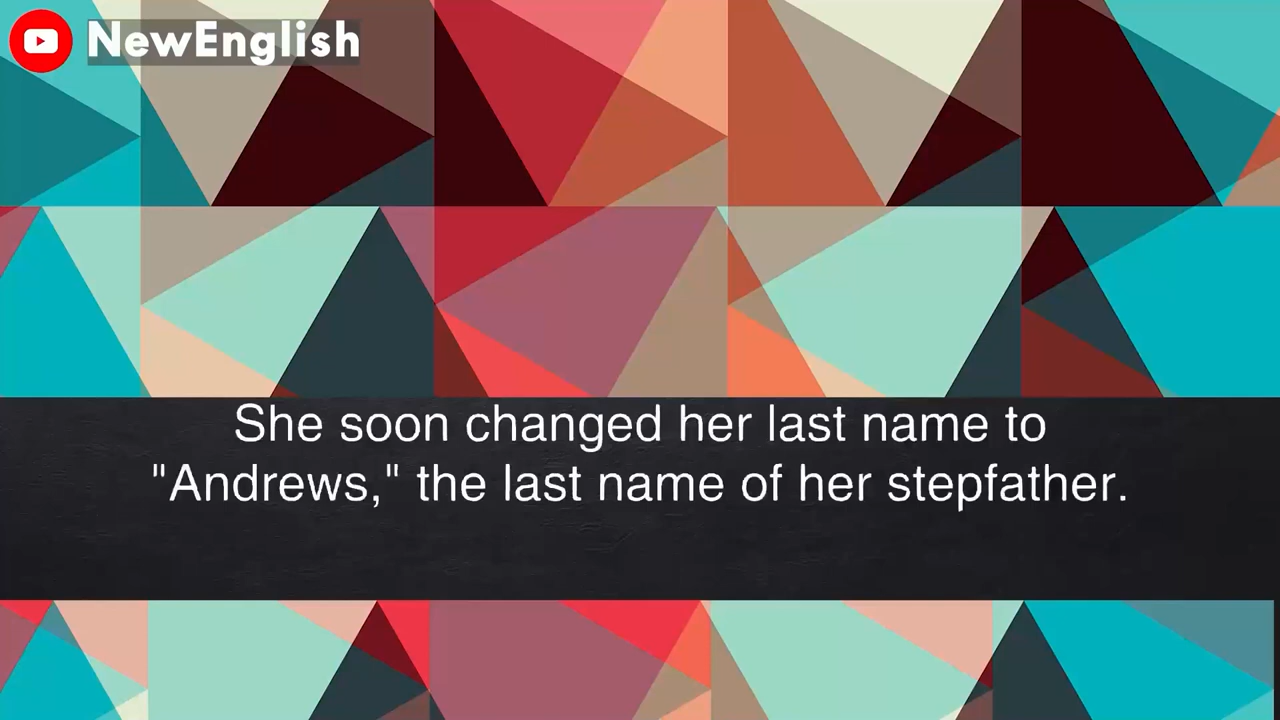 NewEnglish
She soon changed her last name to
"Andrews," the last name of her stepfather.